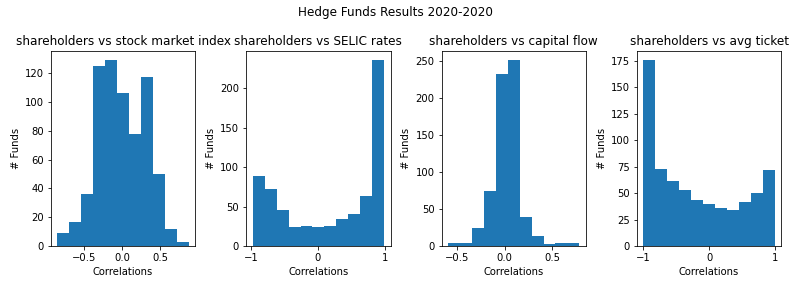 Hedge Funds Results 2020-2020
shareholders vs stock market index
# Funds
120
100
80
60
40
20
0
−0.5
0.0
0.5
Correlations
shareholders vs SELIC rates
# Funds
200
150
100
50
0
−1
0
1
Correlations
shareholders vs capital flow
# Funds
250
200
150
100
50
0
−0.5
0.0
0.5
Correlations
shareholders vs avg ticket
# Funds
175
150
125
100
75
50
25
0
−1
0
1
Correlations